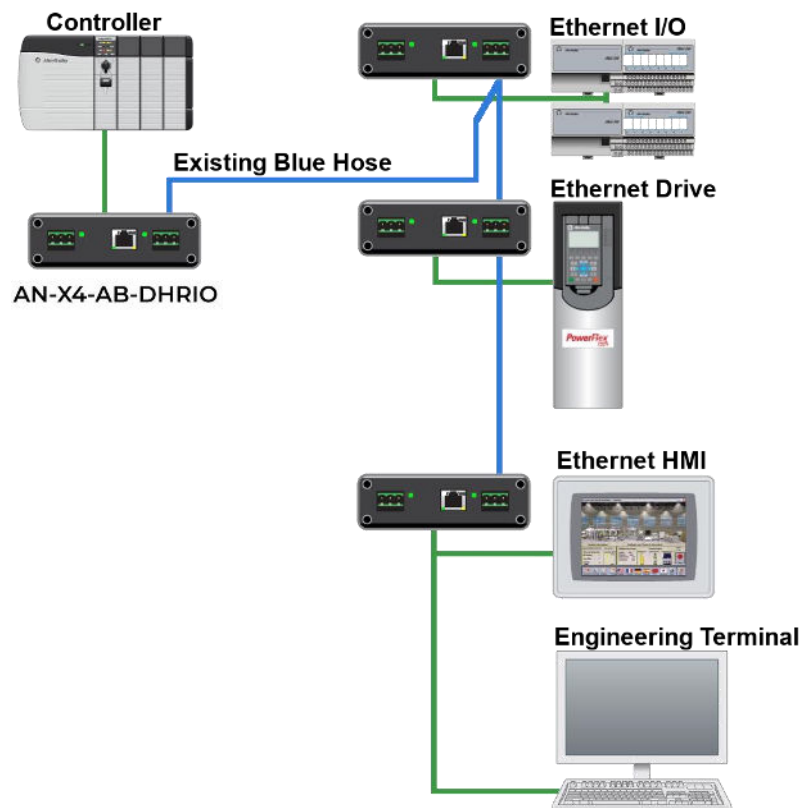 Controller
Ethernet I/O
Existing Blue Hose
Ethernet Drive
AN-X4-AB-DHRIO
PowerFlex
Ethernet HMI
Engineering Terminal